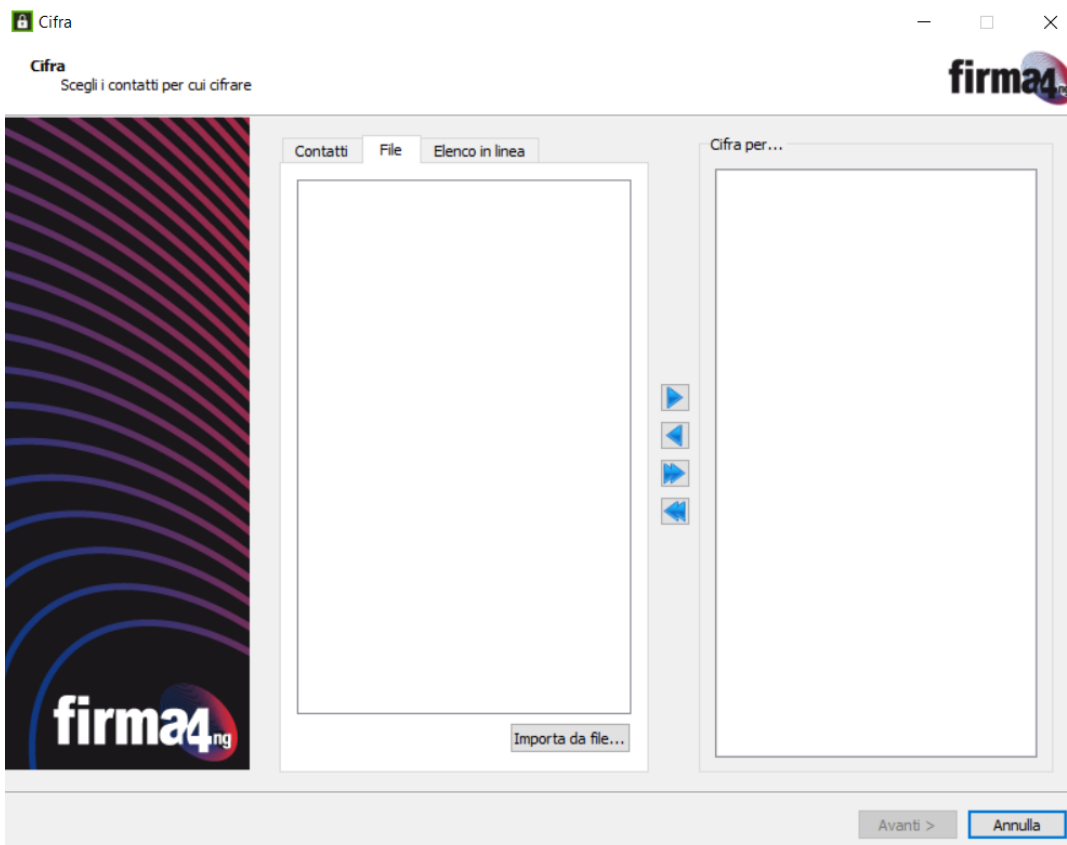 Cifra
Cifra
Scegli i contatti per cui cifrare
firma4ng
Contatti File Elenco in linea
Cifra per...
Importa da file...
firma4ng
Avanti >
Annulla